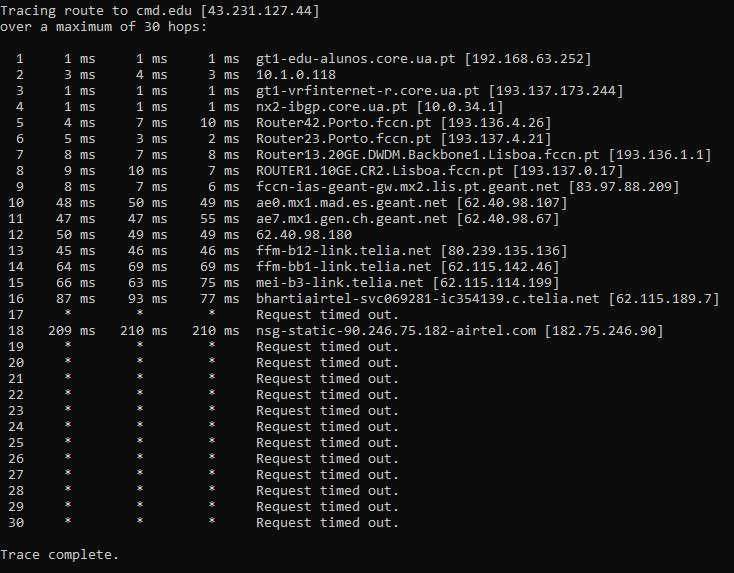 Tracing route to cmd.edu [43.231.127.44]
over a maximum of 30 hops:
1 1 ms 1 ms 1 ms gt1-edu-alunos.core.ua.pt [192.168.63.252]
2 3 ms 4 ms 3 ms 10.1.0.118
3 1 ms 1 ms 1 ms gt1-vrfinternet-r.core.ua.pt [193.137.173.244]
4 1 ms 1 ms 1 ms nx2-ibgp.core.ua.pt [10.0.34.1]
5 4 ms 7 ms 10 ms Router42.Porto.fccn.pt [193.136.4.26]
6 5 ms 3 ms 2 ms Router23.Porto.fccn.pt [193.137.4.21]
7 8 ms 7 ms 8 ms Router13.20GE.DWDM.Backbone1.Lisboa.fccn.pt [193.136.1.1]
8 9 ms 10 ms 7 ms ROUTER1.10GE.CR2.Lisboa.fccn.pt [193.137.0.17]
9 8 ms 7 ms 6 ms fccn-ias-geant-gw.mx2.lis.pt.geant.net [83.97.88.209]
10 48 ms 50 ms 49 ms ae0.mx1.mad.es.geant.net [62.40.98.107]
11 47 ms 47 ms 55 ms ae7.mx1.gen.ch.geant.net [62.40.98.67]
12 50 ms 49 ms 49 ms 62.40.98.180
13 45 ms 46 ms 46 ms ffm-b12-link.telia.net [80.239.135.136]
14 64 ms 69 ms 69 ms ffm-bb1-link.telia.net [62.115.142.46]
15 66 ms 63 ms 75 ms mei-b3-link.telia.net [62.115.114.199]
16 87 ms 93 ms 77 ms bhartiairtel-svc069281-ic354139.c.telia.net [62.115.189.7]
17 * * * Request timed out.
18 209 ms 210 ms 210 ms nsg-static-90.246.75.182-airtel.com [182.75.246.90]
19 * * * Request timed out.
20 * * * Request timed out.
21 * * * Request timed out.
22 * * * Request timed out.
23 * * * Request timed out.
24 * * * Request timed out.
25 * * * Request timed out.
26 * * * Request timed out.
27 * * * Request timed out.
28 * * * Request timed out.
29 * * * Request timed out.
30 * * * Request timed out.
Trace complete.